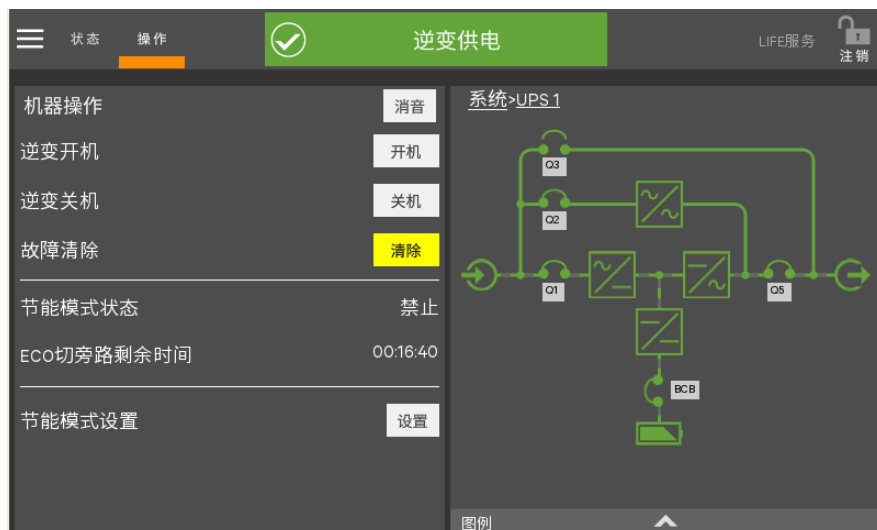 状态 操作 逆变供电 LIFE服务 注销
机器操作 消音
逆变开机 开机
逆变关机 关机
故障清除 清除
节能模式状态 禁止
ECO切旁路剩余时间 00:16:40
节能模式设置 设置
系统>UPS 1
Q3
Q2
Q1
Q5
BCB
图例